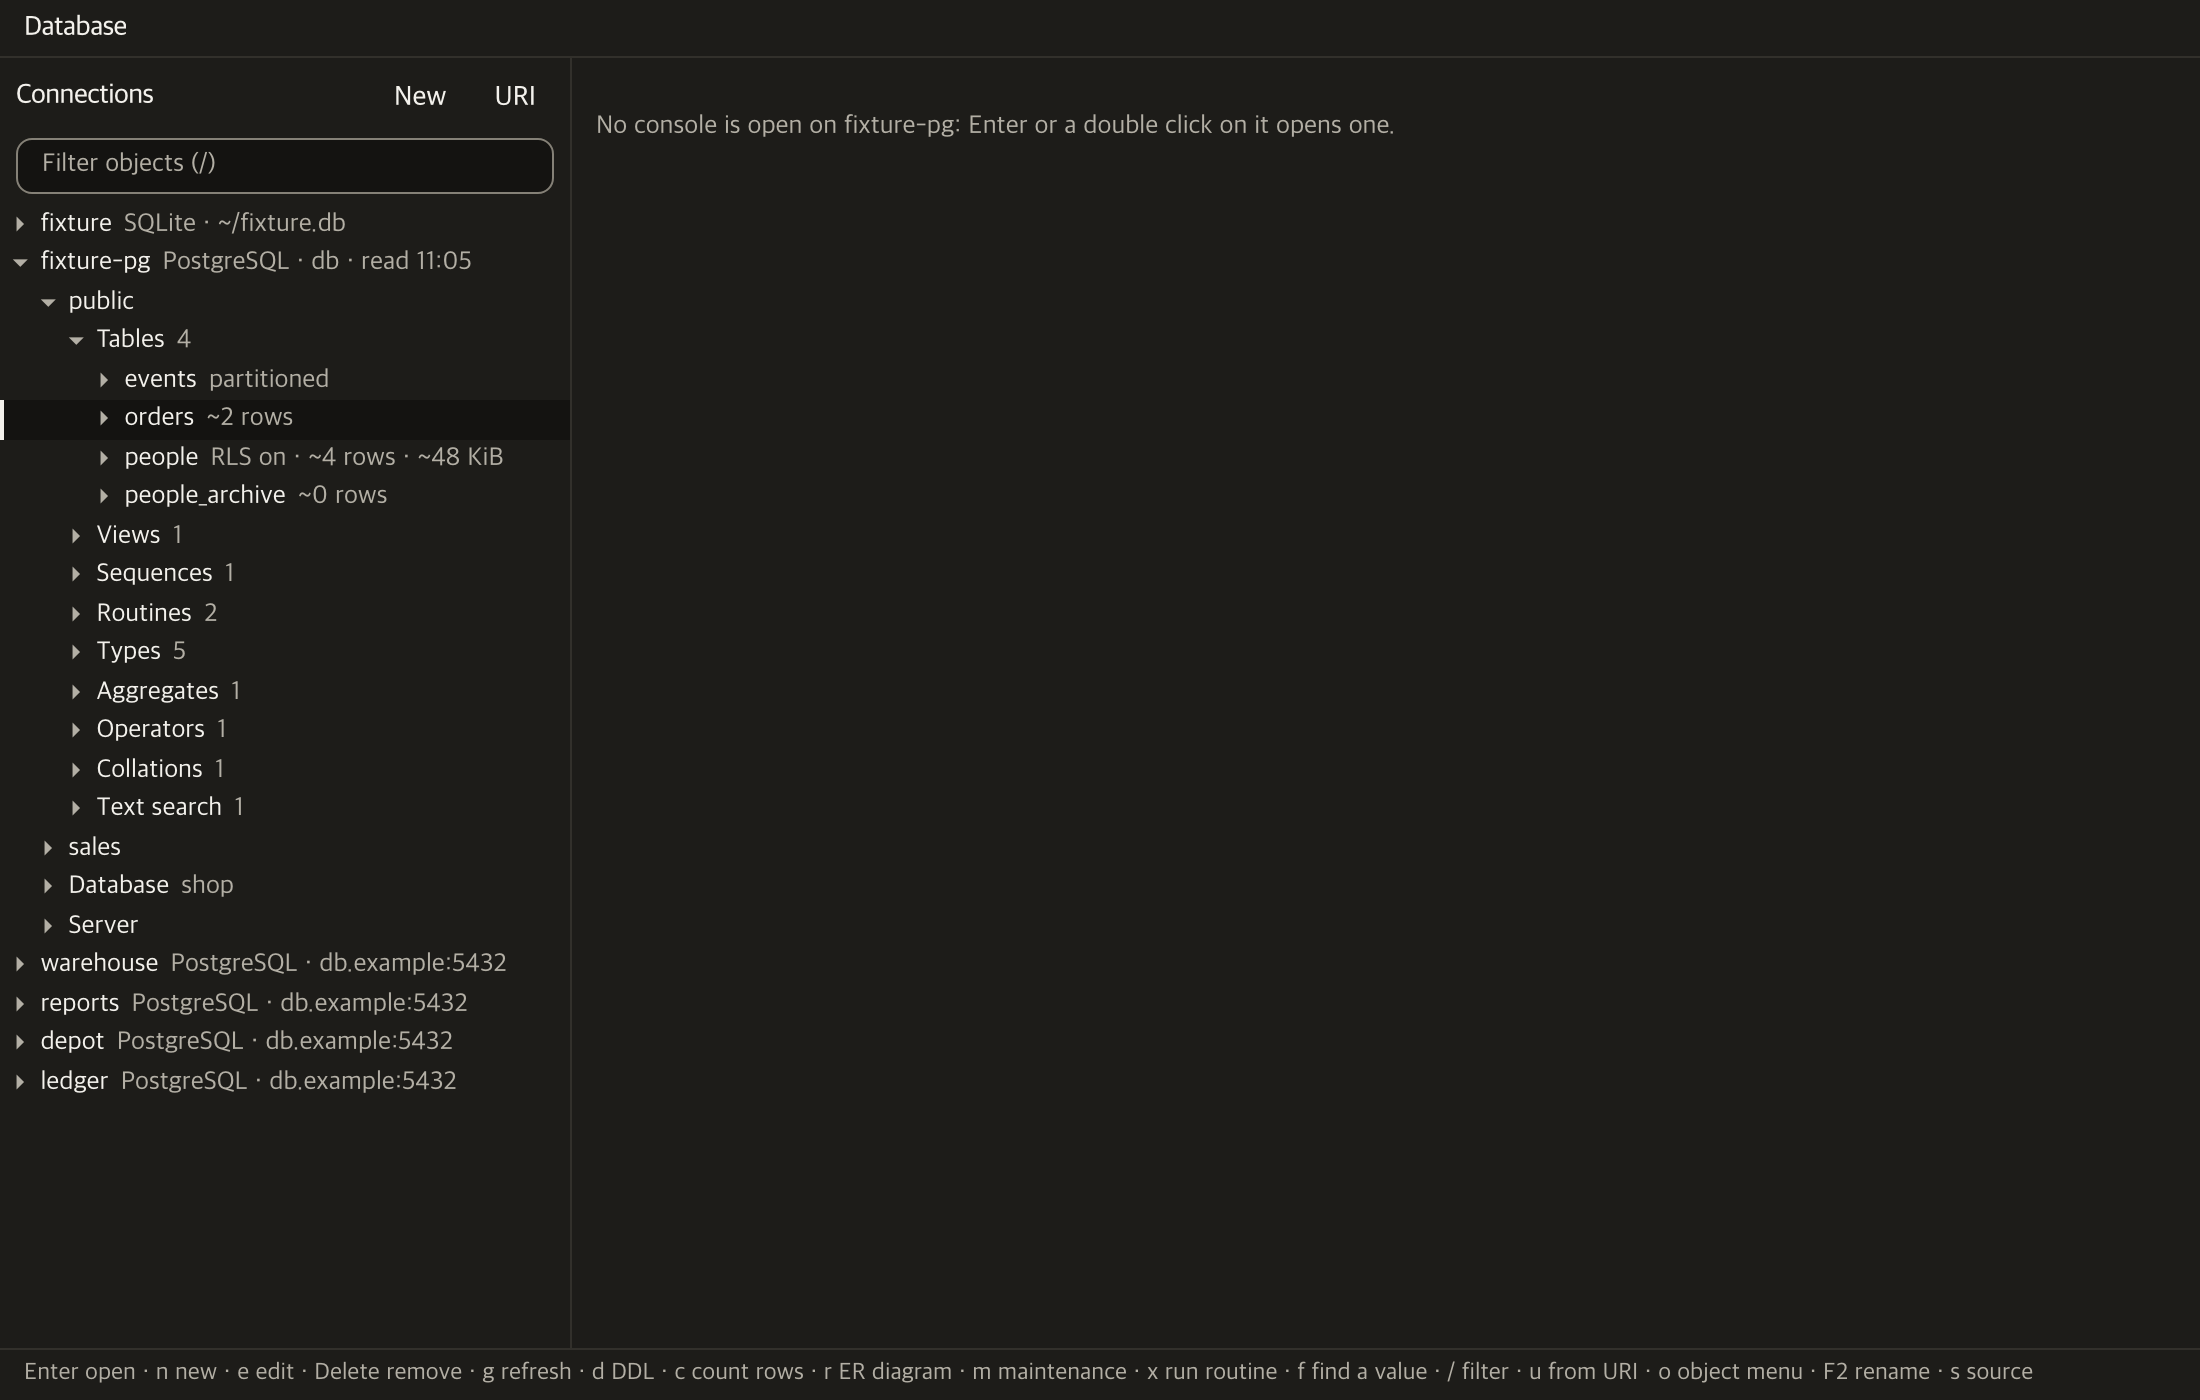 Database
Connections New URI
Filter objects (/)
fixture SQLite · ~/fixture.db
fixture-pg PostgreSQL · db · read 11:05
public
Tables 4
events partitioned
orders ~2 rows
people RLS on · ~4 rows · ~48 KiB
people_archive ~0 rows
Views 1
Sequences 1
Routines 2
Types 5
Aggregates 1
Operators 1
Collations 1
Text search 1
sales
Database shop
Server
warehouse PostgreSQL · db.example:5432
reports PostgreSQL · db.example:5432
depot PostgreSQL · db.example:5432
ledger PostgreSQL · db.example:5432
No console is open on fixture-pg: Enter or a double click on it opens one.
Enter open · n new · e edit · Delete remove · g refresh · d DDL · c count rows · r ER diagram · m maintenance · x run routine · f find a value · / filter · u from URI · o object menu · F2 rename · s source